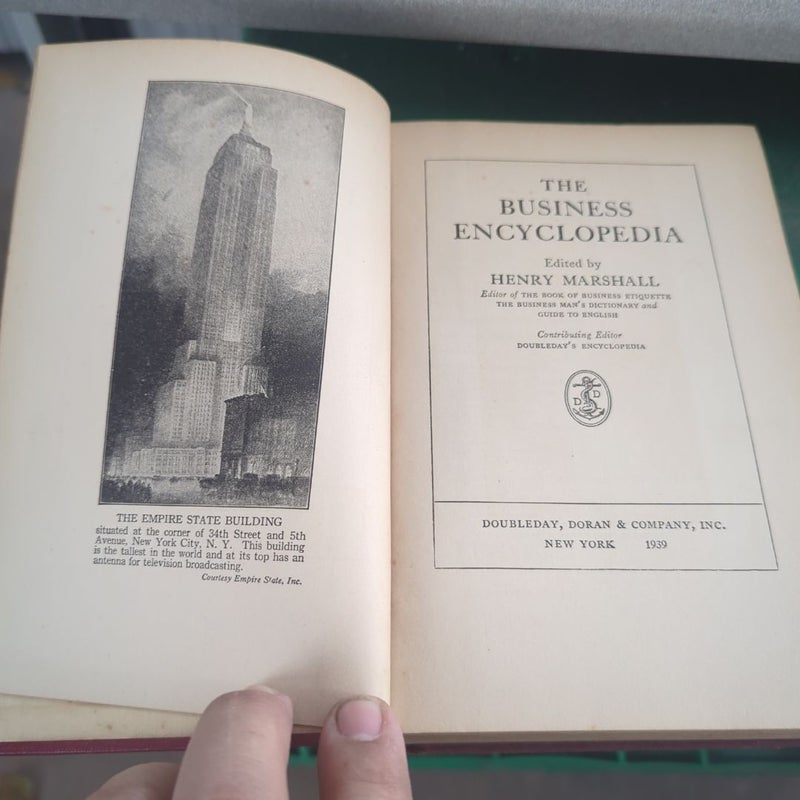 THE EMPIRE STATE BUILDING
situated at the corner of 34th Street and 5th
Avenue, New York City, N. Y. This building
is the tallest in the world and at its top has an
antenna for television broadcasting.
Courtesy Empire State, Inc.
THE
BUSINESS
ENCYCLOPEDIA
Edited by
HENRY MARSHALL
Editor of THE BOOK OF BUSINESS ETIQUETTE
THE BUSINESS MAN'S DICTIONARY and
GUIDE TO ENGLISH
Contributing Editor
DOUBLEDAY'S ENCYCLOPEDIA
D D
DOUBLEDAY, DORAN & COMPANY, INC.
NEW YORK 1939